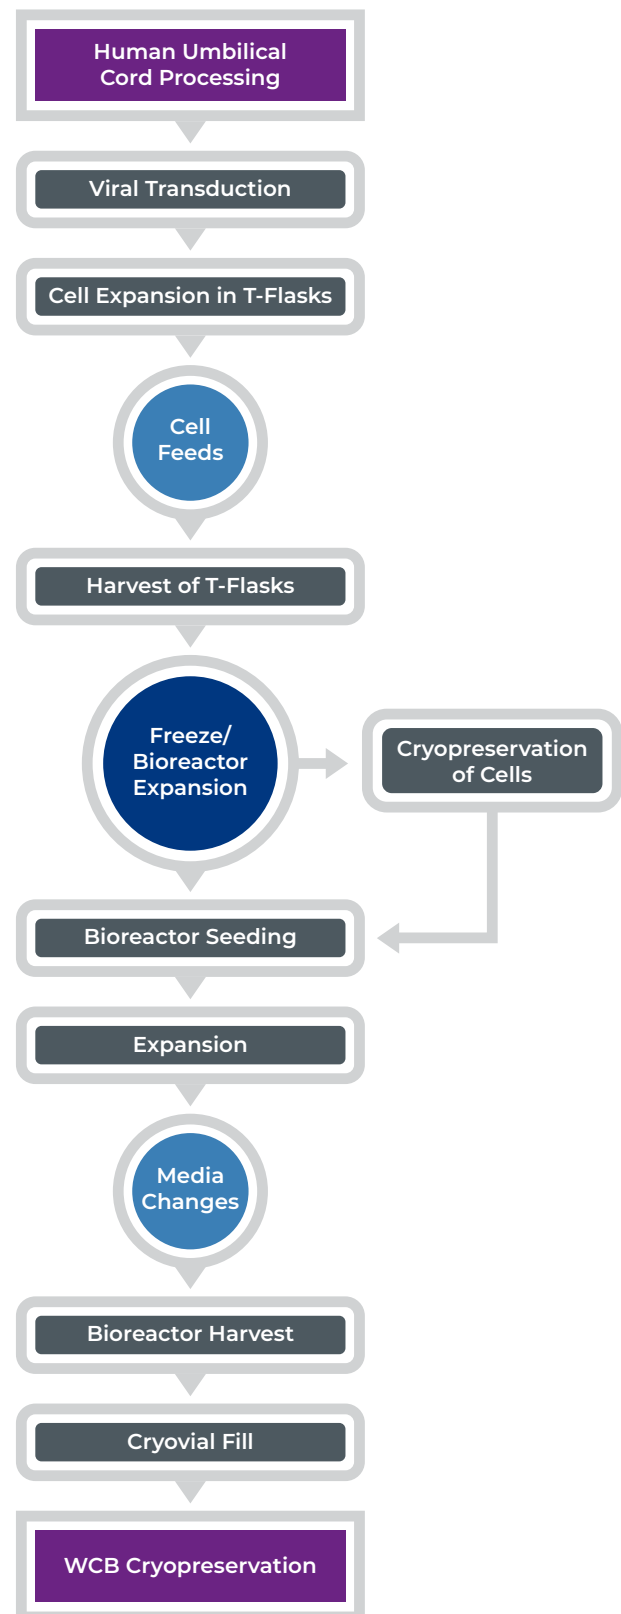 Human Umbilical
Cord Processing
Viral Transduction
Cell Expansion in T-Flasks
Cell
Feeds
Harvest of T-Flasks
Freeze/
Bioreactor
Expansion
Cryopreservation
of Cells
Bioreactor Seeding
Expansion
Media
Changes
Bioreactor Harvest
Cryovial Fill
WCB Cryopreservation